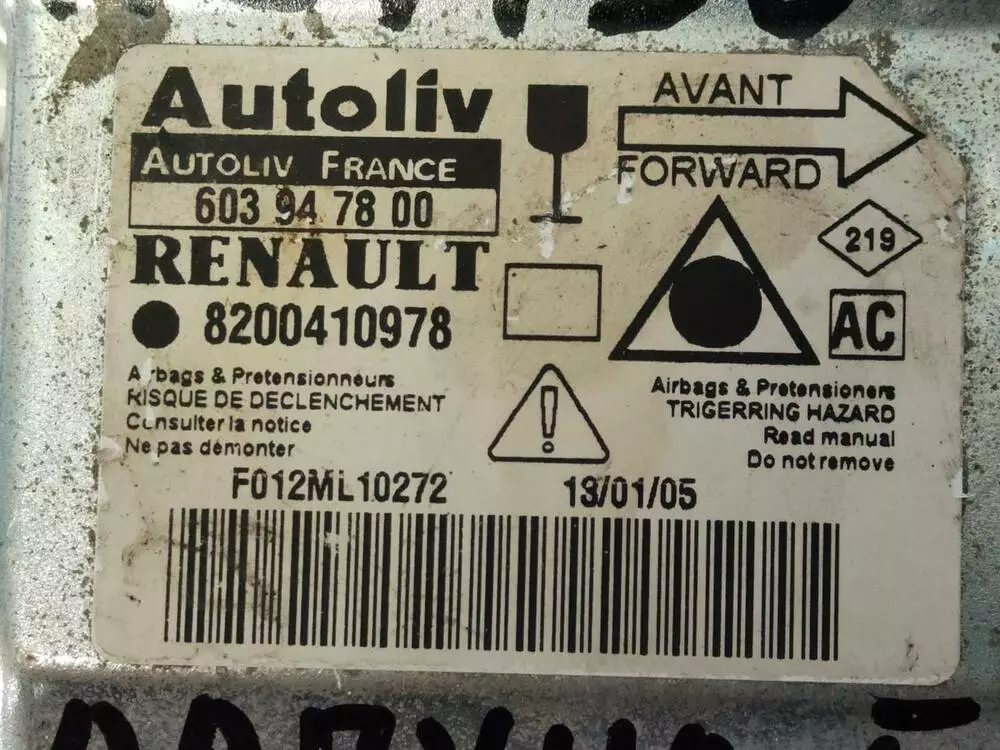 Autoliv
AUTOLIV FRANCE
603 94 78 00
RENAULT
8200410978
AVANT
FORWARD
219
AC
Airbags & Pretensionneurs
RISQUE DE DECLENCHEMENT
Consulter la notice
Ne pas démonter
Airbags & Pretensioners
TRIGERRING HAZARD
Read manual
Do not remove
F012ML10272
13/01/05